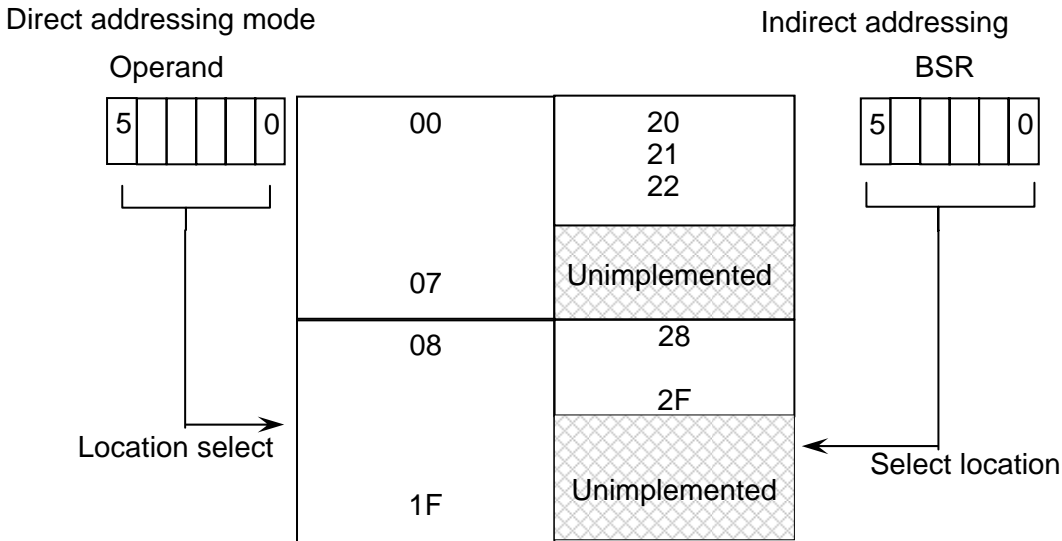 Direct addressing mode
Indirect addressing
Operand
BSR
5 0
00
20
5 0
21
22
07
Unimplemented
08
28
2F
Location select
Select location
1F
Unimplemented